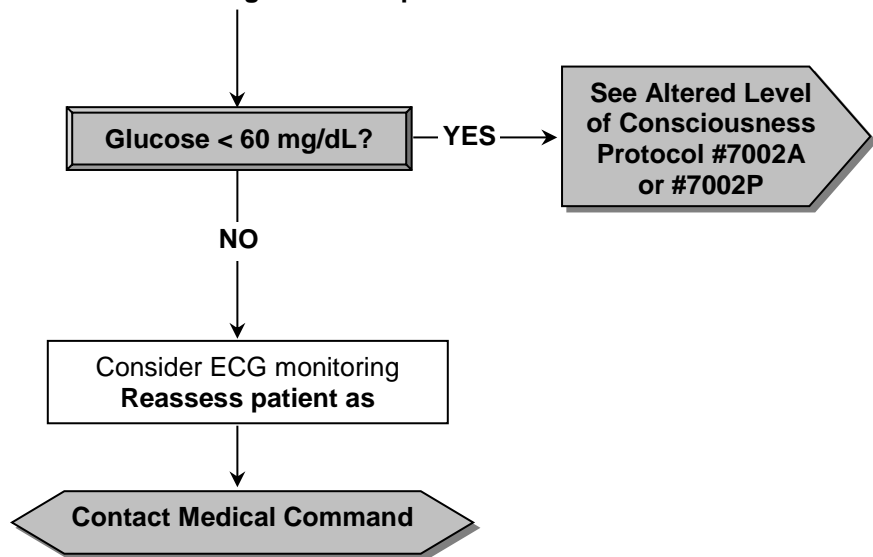 Glucose < 60 mg/dL?
YES
See Altered Level
of Consciousness
Protocol #7002A
or #7002P
NO
Consider ECG monitoring
Reassess patient as
Contact Medical Command